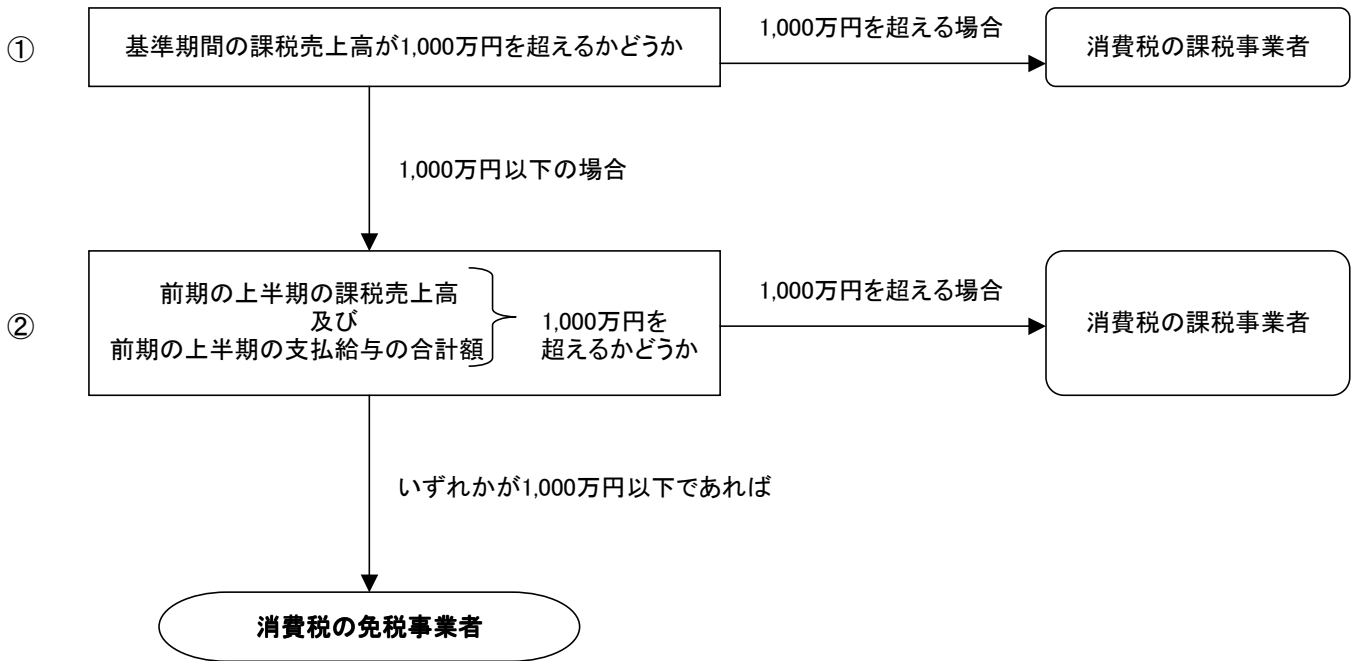 ①
基準期間の課税売上高が1,000万円を超えるかどうか
1,000万円を超える場合
消費税の課税事業者
1,000万円以下の場合
②
前期の上半期の課税売上高
及び
前期の上半期の支払給与の合計額
1,000万円を
超えるかどうか
1,000万円を超える場合
消費税の課税事業者
いずれかが1,000万円以下であれば
消費税の免税事業者